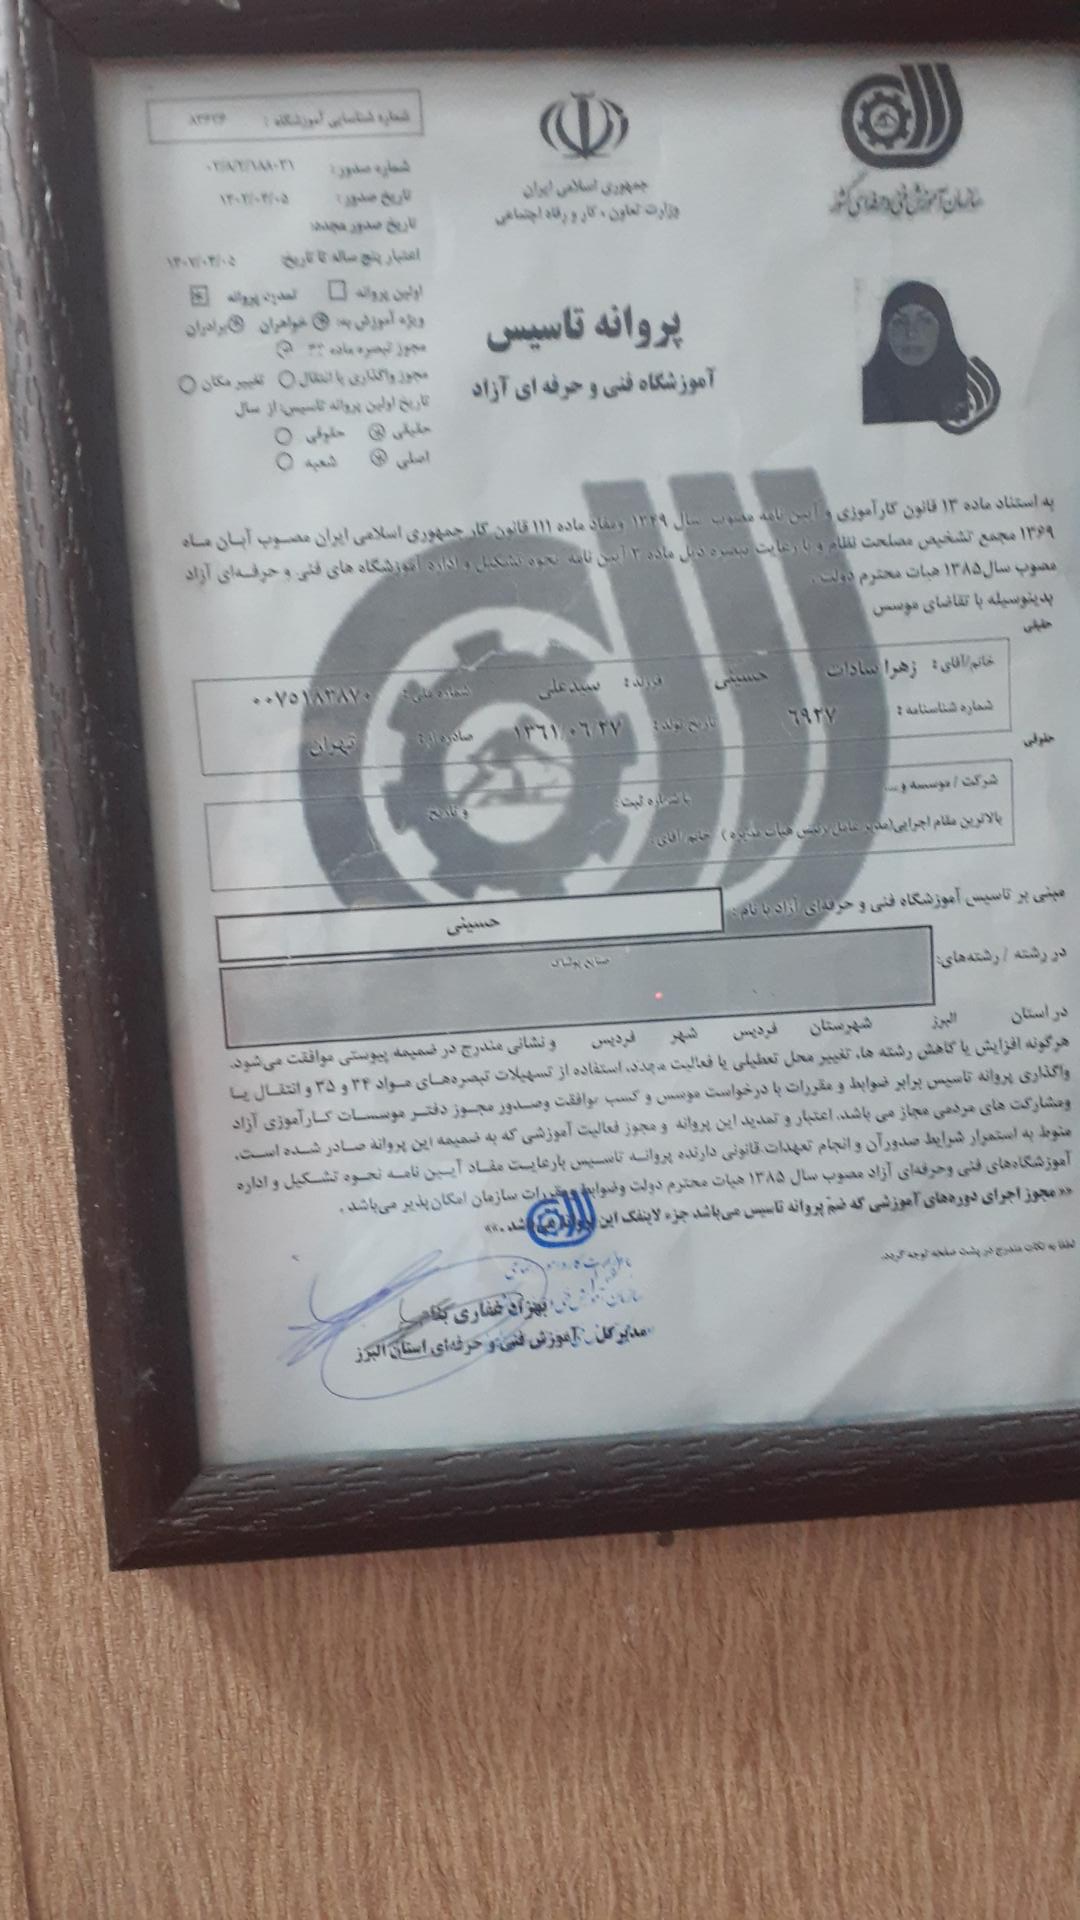 سازمان آموزش فنی و حرفه‌ای کشور
جمهوری اسلامی ایران
وزارت تعاون ، کار و رفاه اجتماعی
شماره شناسایی آموزشگاه :
شماره صدور :
تاریخ صدور : ۱۴۰۲/۰۳/۰۵
تاریخ صدور مجدد:
اعتبار پنج ساله تا تاریخ: ۱۴۰۷/۰۳/۰۵
اولین پروانه تمدید پروانه
ویژه آموزش به: خواهران برادران
مجوز تبصره ماده
مجوز واگذاری یا انتقال تغییر مکان
تاریخ اولین پروانه تاسیس: از سال
حقیقی حقوقی
اصلی شعبه
پروانه تاسیس
آموزشگاه فنی و حرفه ای آزاد
به استناد ماده ۱۳ قانون کارآموزی و آیین نامه مصوب سال ۱۳۴۹ ومفاد ماده ۱۱۱ قانون کار جمهوری اسلامی ایران مصوب آبان ماه
۱۳۶۹ مجمع تشخیص مصلحت نظام و با رعایت تبصره ذیل ماده ۳ آیین نامه نحوه تشکیل و اداره آموزشگاه های فنی و حرفه‌ای آزاد
مصوب سال۱۳۸۵ هیات محترم دولت .
بدینوسیله با تقاضای موسس
حقیقی
خانم/آقای: زهرا سادات حسینی فرزند: سیدعلی شماره ملی: ۰۰۷۵۱۸۳۸۷۰
شماره شناسنامه : ۶۹۲۷ تاریخ تولد: ۱۳۶۱/۰۶/۲۷ صادره از: تهران
حقوقی
شرکت / موسسه و... با شماره ثبت: و تاریخ
بالاترین مقام اجرایی(مدیر عامل/رئیس هیات مدیره) خانم/آقای:
مبنی بر تاسیس آموزشگاه فنی و حرفه‌ای آزاد با نام: حسینی
در رشته / رشته‌های: صنایع پوشاک
در استان البرز شهرستان فردیس شهر فردیس و نشانی مندرج در ضمیمه پیوستی موافقت می‌شود.
هرگونه افزایش یا کاهش رشته ها، تغییر محل تعطیلی یا فعالیت مجدد، استفاده از تسهیلات تبصره‌های مواد ۳۴ و ۳۵ و انتقال یا
واگذاری پروانه تاسیس برابر ضوابط و مقررات با درخواست موسس و کسب موافقت وصدور مجوز دفتر موسسات کارآموزی آزاد
ومشارکت های مردمی مجاز می باشد. اعتبار و تمدید این پروانه و مجوز فعالیت آموزشی که به ضمیمه این پروانه صادر شده است،
منوط به استمرار شرایط صدورآن و انجام تعهدات قانونی دارنده پروانه تاسیس بارعایت مفاد آیین نامه نحوه تشکیل و اداره
آموزشگاه‌های فنی وحرفه‌ای آزاد مصوب سال ۱۳۸۵ هیات محترم دولت وضوابط و مقررات سازمان امکان پذیر می‌باشد .
«« مجوز اجرای دوره‌های آموزشی که ضم پروانه تاسیس می‌باشد جزء لاینفک این پروانه می‌باشد .»»
لطفا به نکات مندرج در پشت صفحه توجه گردد.
بهزاد غفاری
مدیرکل آموزش فنی و حرفه‌ای استان البرز